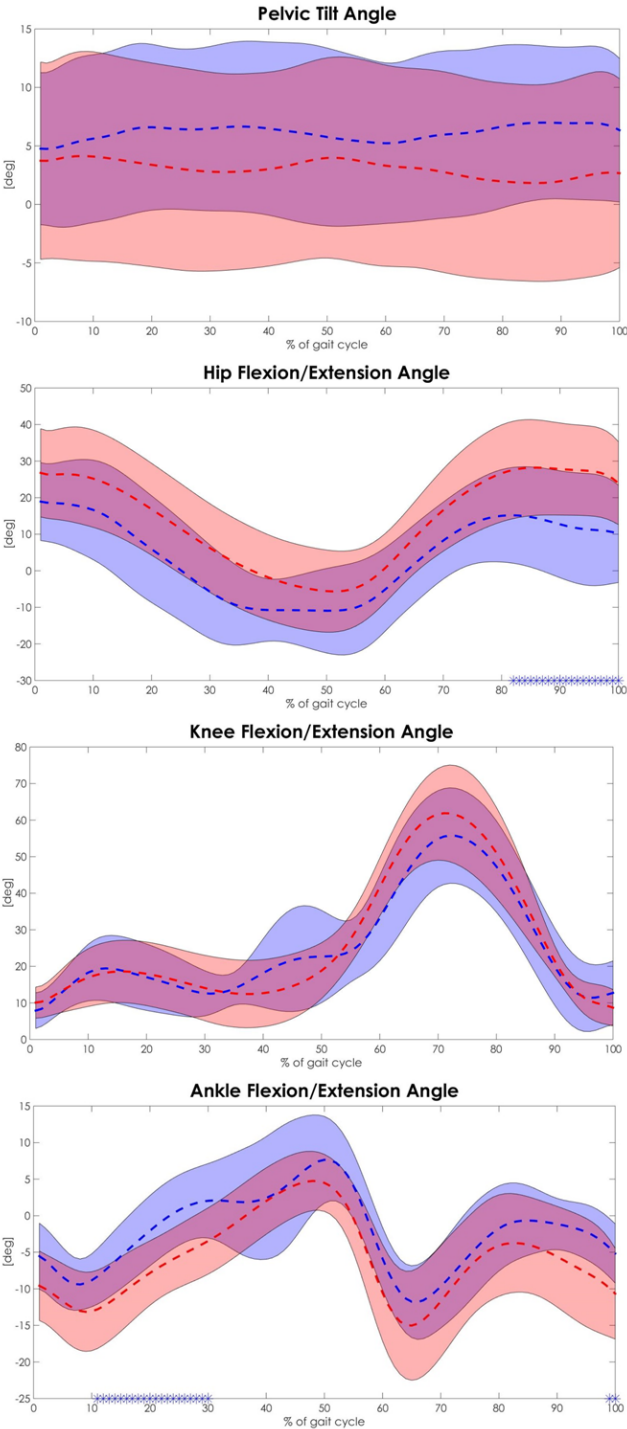 Pelvic Tilt Angle
15
10
5
0
-5
-10
[deg]
0 10 20 30 40 50 60 70 80 90 100
% of gait cycle
Hip Flexion/Extension Angle
50
40
30
20
10
0
-10
-20
-30
[deg]
0 10 20 30 40 50 60 70 80 90 100
% of gait cycle
Knee Flexion/Extension Angle
80
70
60
50
40
30
20
10
0
[deg]
0 10 20 30 40 50 60 70 80 90 100
% of gait cycle
Ankle Flexion/Extension Angle
15
10
5
0
-5
-10
-15
-20
-25
[deg]
0 10 20 30 40 50 60 70 80 90 100
% of gait cycle